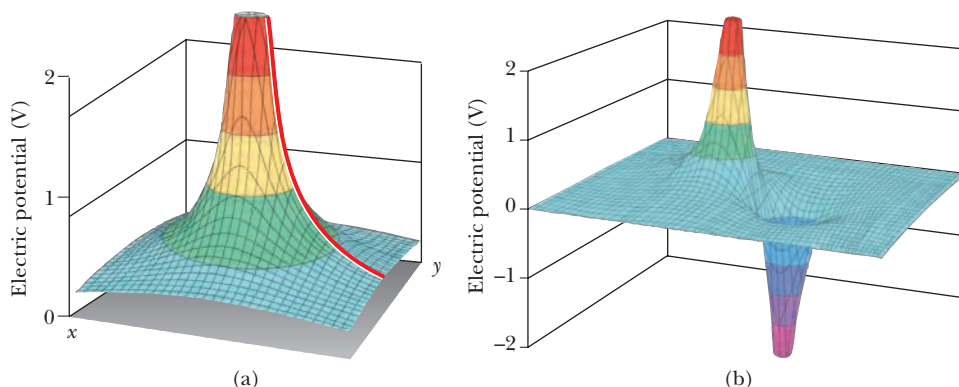 Electric potential (V)
2
1
0
x
y
(a)
Electric potential (V)
2
1
0
−1
−2
(b)